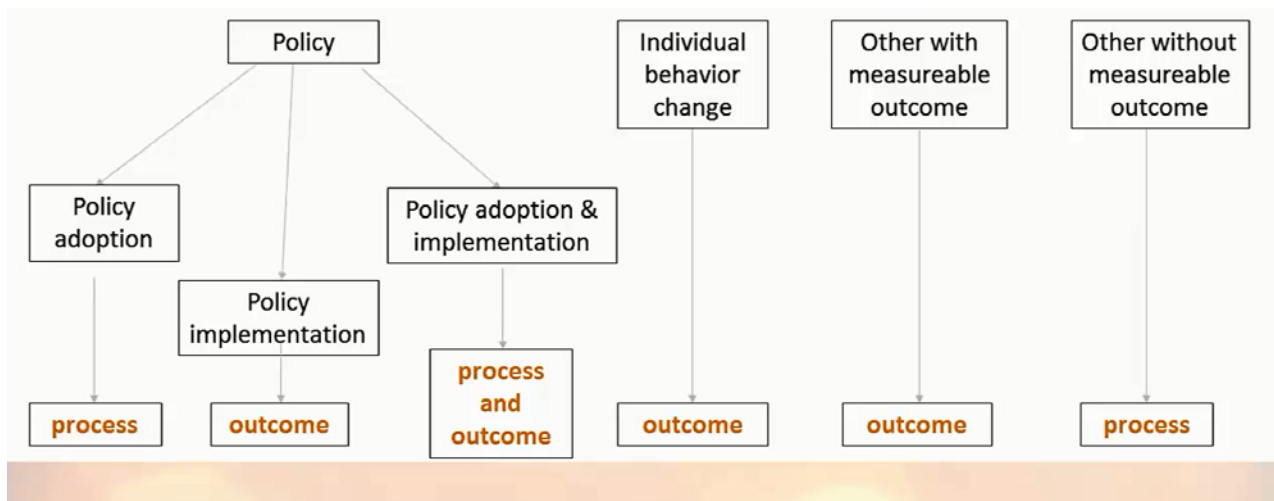 Policy
Individual
behavior
change
Other with
measureable
outcome
Other without
measureable
outcome
Policy
adoption
Policy adoption &
implementation
Policy
implementation
process
outcome
process
and
outcome
outcome
outcome
process